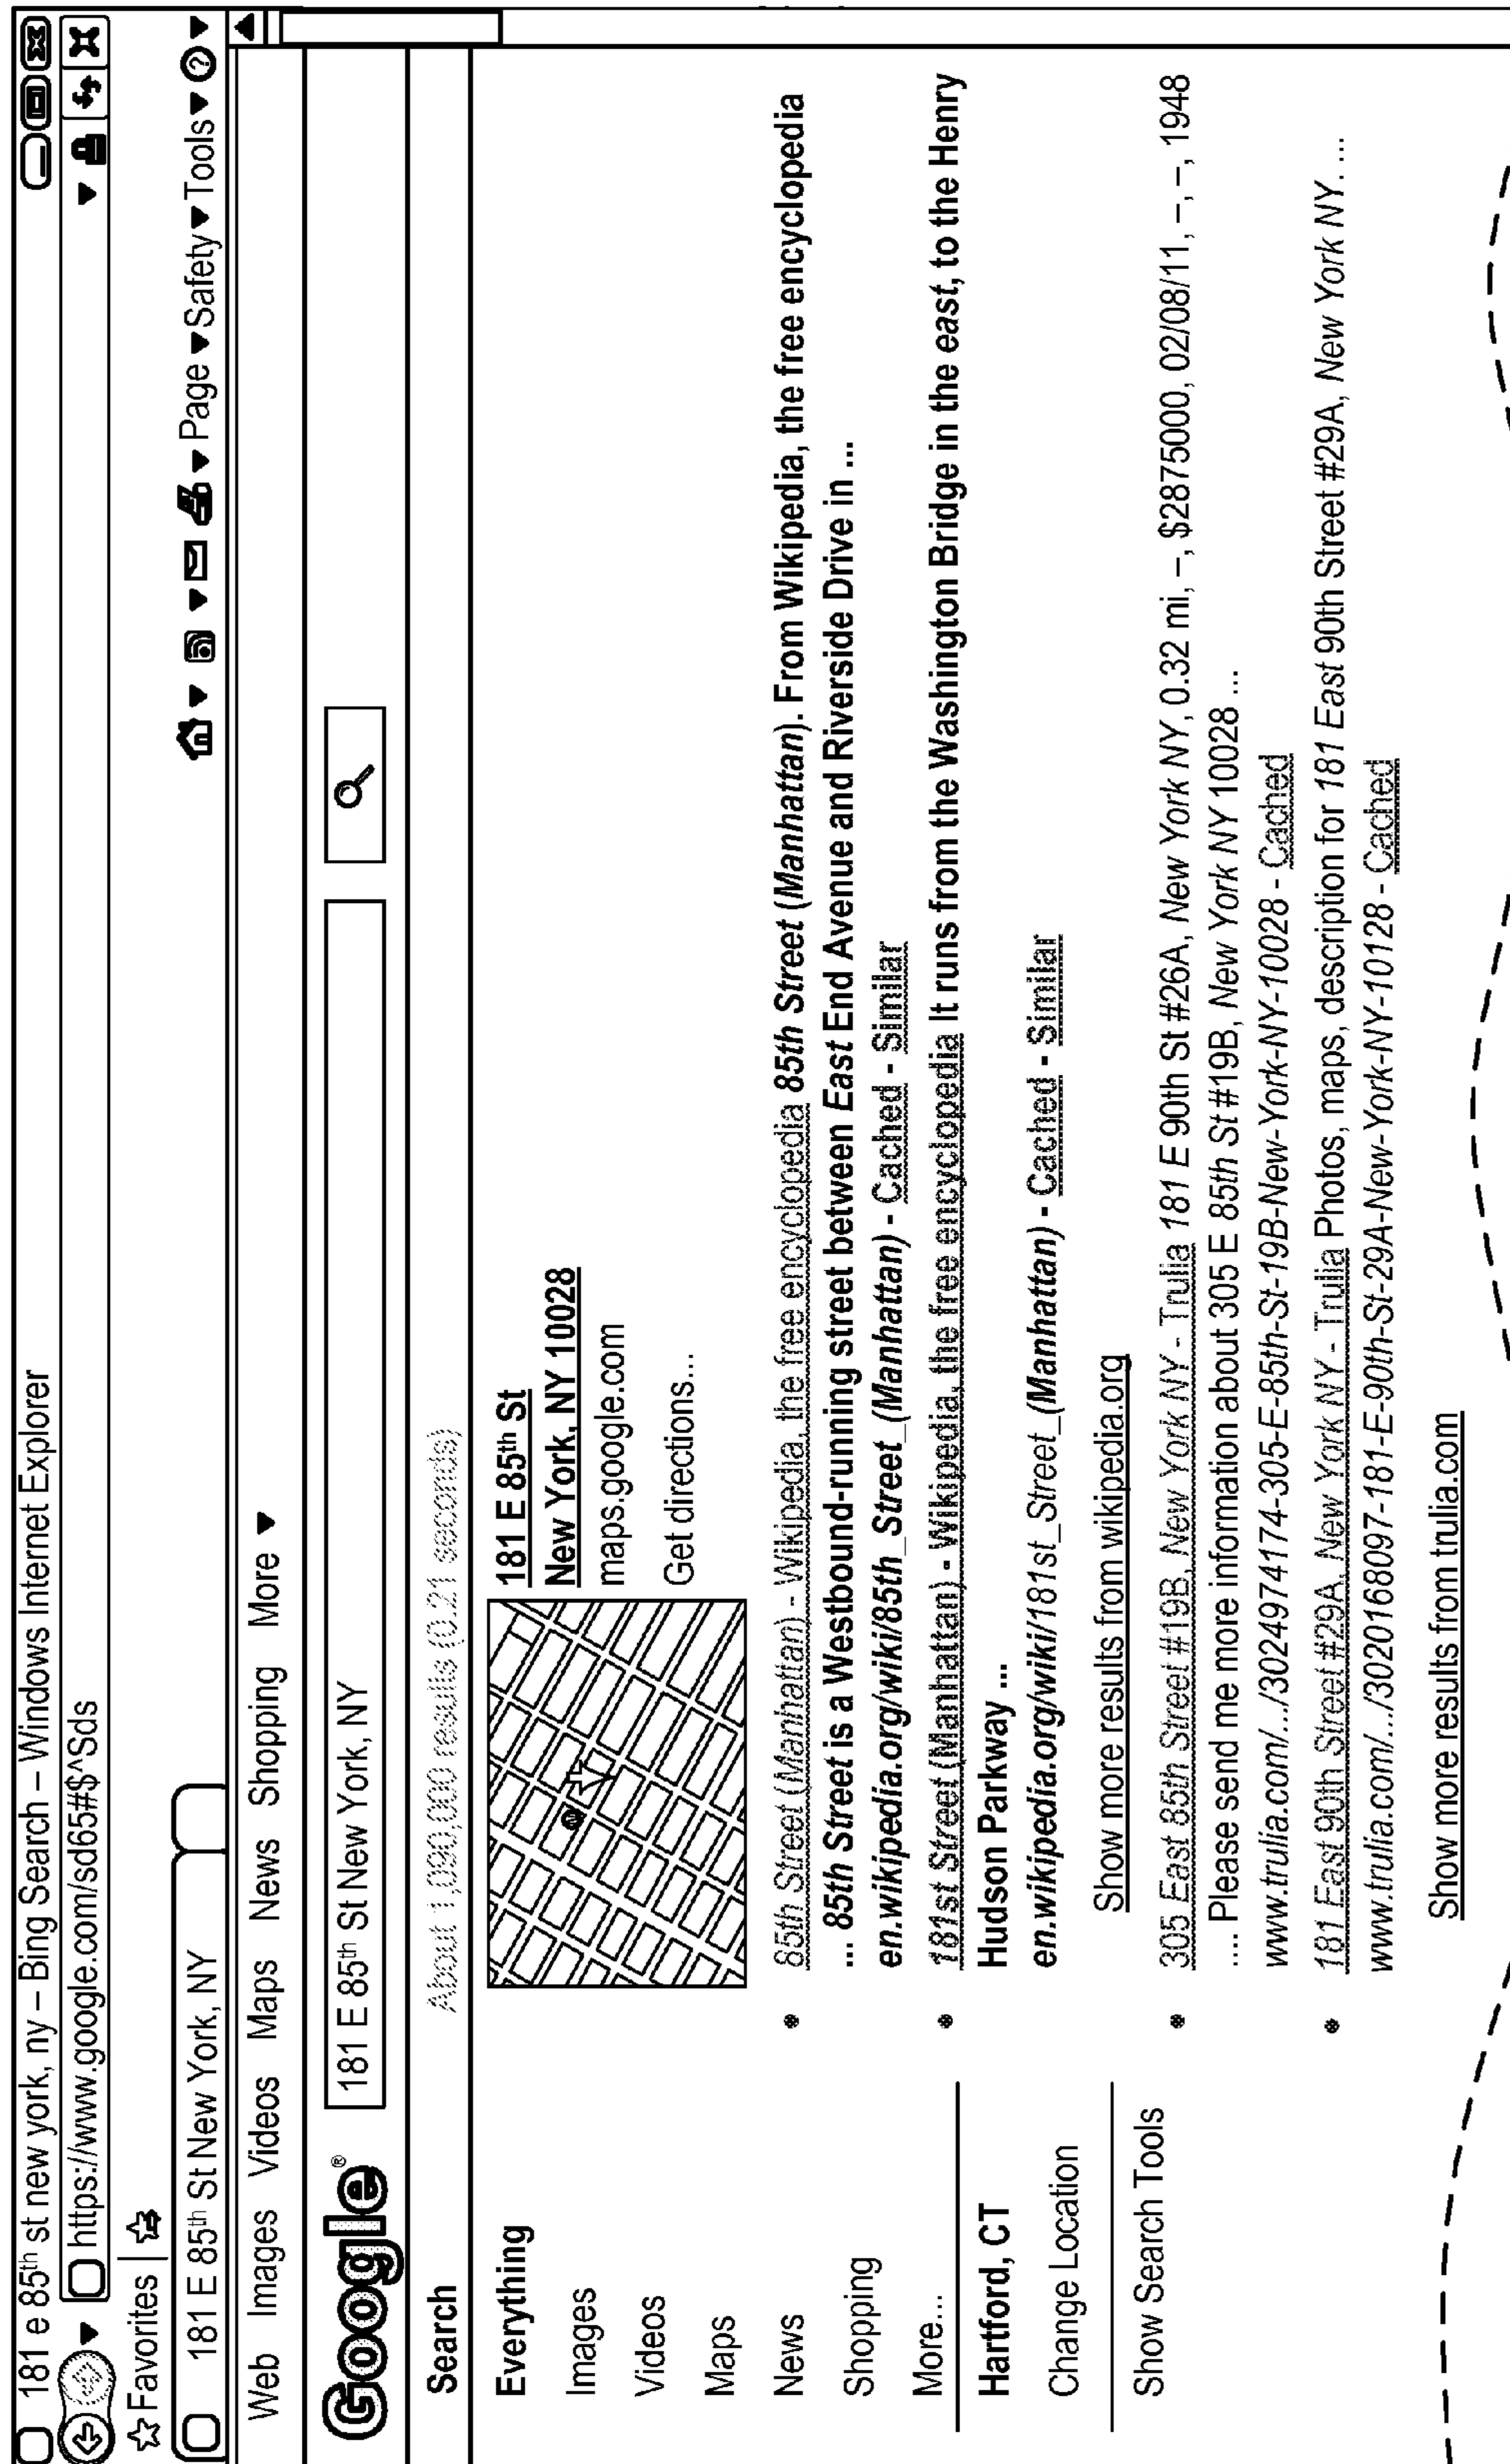 181 e 85th st new york, ny – Bing Search – Windows Internet Explorer
https://www.google.com/sd65#$^Sds
Favorites
Page Safety Tools
181 E 85th St New York, NY
Web Images Videos Maps News Shopping More
Google®
181 E 85th St New York, NY
Search
About 1,090,000 results (0.21 seconds)
Everything
Images
Videos
Maps
News
Shopping
More...
Hartford, CT
Change Location
Show Search Tools
181 E 85th St
New York, NY 10028
maps.google.com
Get directions...
85th Street (Manhattan) - Wikipedia, the free encyclopedia 85th Street (Manhattan). From Wikipedia, the free encyclopedia
... 85th Street is a Westbound-running street between East End Avenue and Riverside Drive in ...
en.wikipedia.org/wiki/85th_Street_(Manhattan) - Cached - Similar
181st Street (Manhattan) - Wikipedia, the free encyclopedia It runs from the Washington Bridge in the east, to the Henry
Hudson Parkway ...
en.wikipedia.org/wiki/181st_Street_(Manhattan) - Cached - Similar
Show more results from wikipedia.org
305 East 85th Street #19B, New York NY - Trulia 181 E 90th St #26A, New York NY, 0.32 mi, –, $2875000, 02/08/11, –, –, 1948
.... Please send me more information about 305 E 85th St #19B, New York NY 10028 ...
www.trulia.com/.../3024974174-305-E-85th-St-19B-New-York-NY-10028 - Cached
181 East 90th Street #29A, New York NY - Trulia Photos, maps, description for 181 East 90th Street #29A, New York NY. ...
www.trulia.com/.../3020168097-181-E-90th-St-29A-New-York-NY-10128 - Cached
Show more results from trulia.com